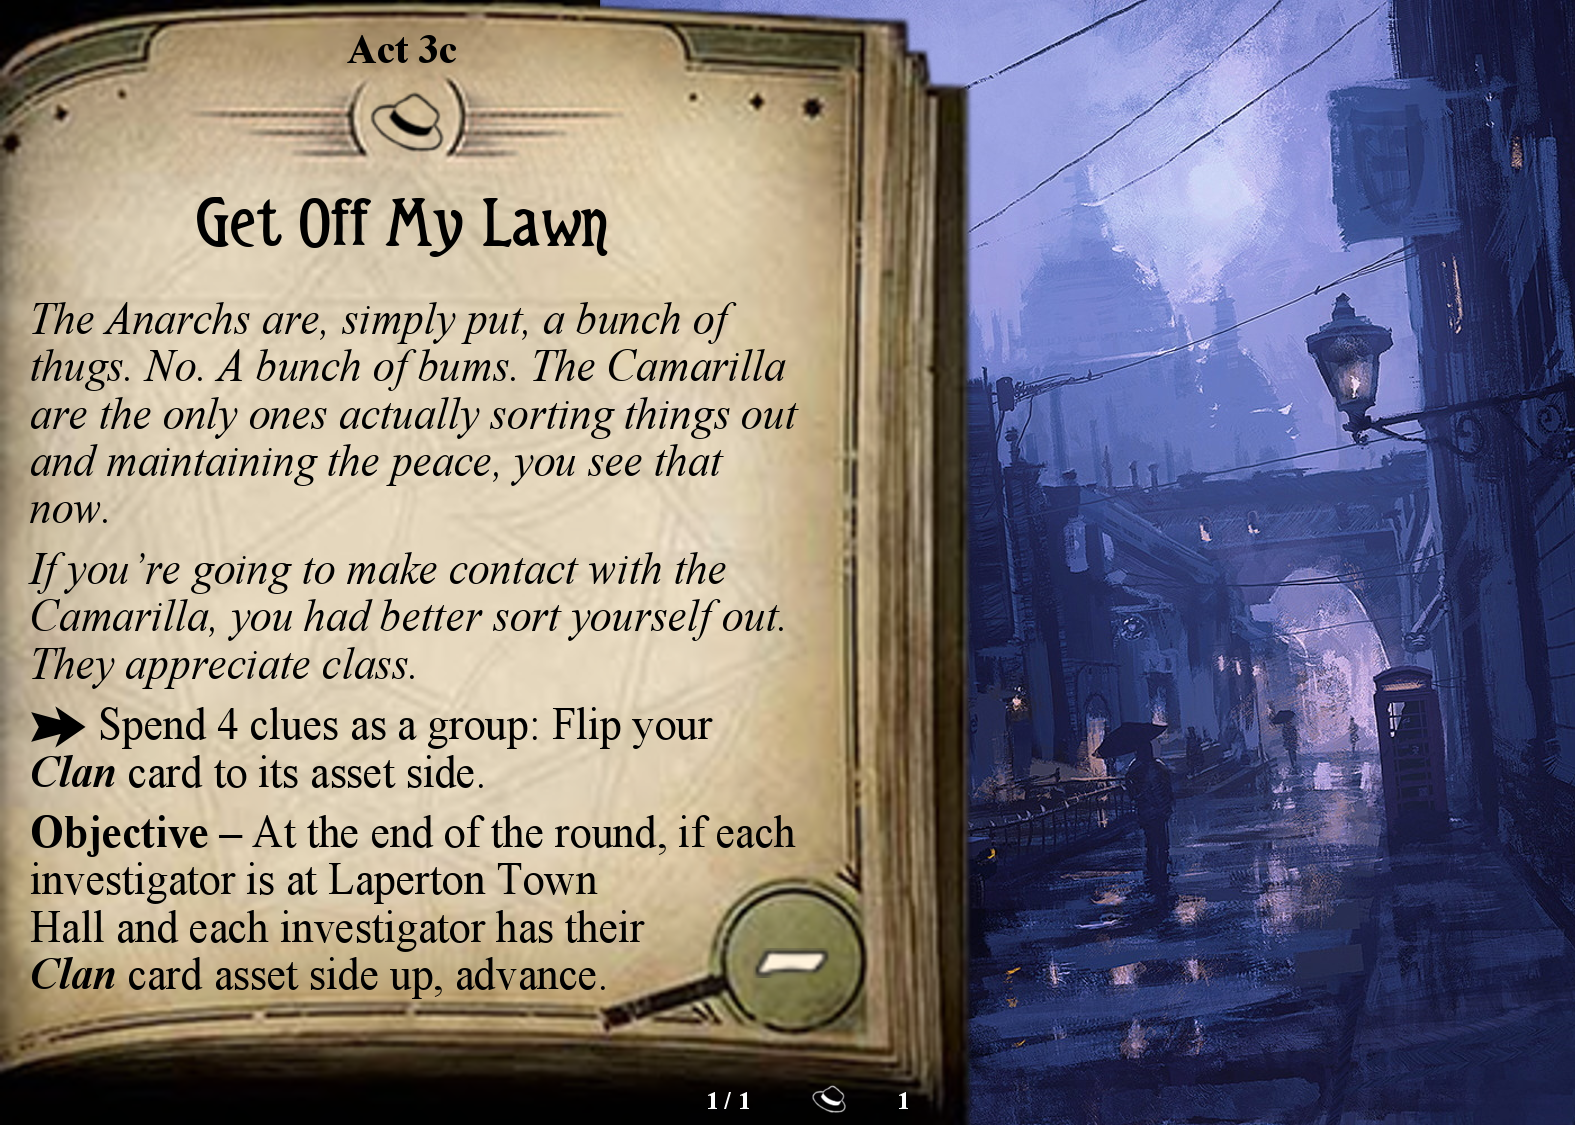 Act 3c
Get Off My Lawn
The Anarchs are, simply put, a bunch of
thugs. No. A bunch of bums. The Camarilla
are the only ones actually sorting things out
and maintaining the peace, you see that
now.
If you’re going to make contact with the
Camarilla, you had better sort yourself out.
They appreciate class.
Spend 4 clues as a group: Flip your
Clan card to its asset side.
Objective – At the end of the round, if each
investigator is at Laperton Town
Hall and each investigator has their
Clan card asset side up, advance.
–
1 / 1 1